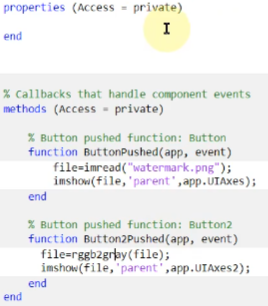 properties (Access = private)
end
% Callbacks that handle component events
methods (Access = private)
% Button pushed function: Button
function ButtonPushed(app, event)
file=imread("watermark.png");
imshow(file,'parent',app.UIAxes);
end
% Button pushed function: Button2
function Button2Pushed(app, event)
file=rggb2gray(file);
imshow(file,'parent',app.UIAxes2);
end
end